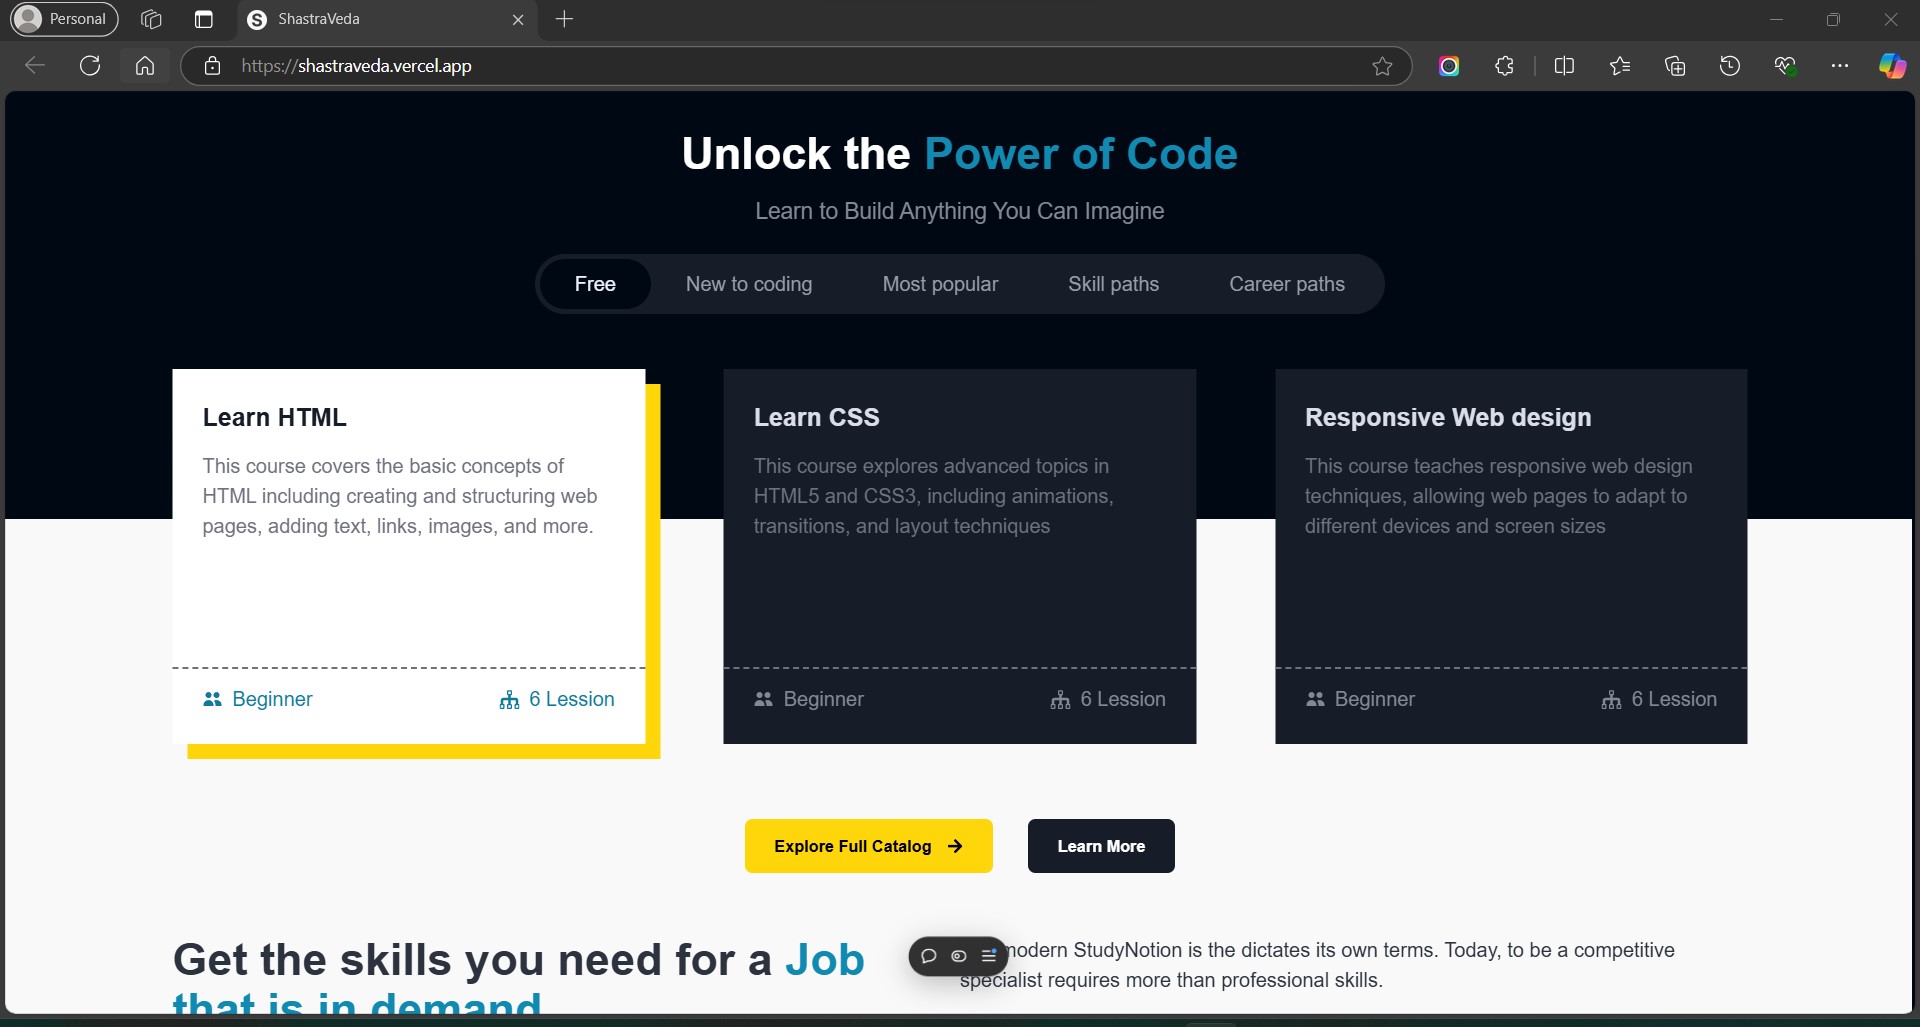 Personal
ShastraVeda
https://shastraveda.vercel.app
Unlock the Power of Code
Learn to Build Anything You Can Imagine
Free New to coding Most popular Skill paths Career paths
Learn HTML
This course covers the basic concepts of
HTML including creating and structuring web
pages, adding text, links, images, and more.
Beginner 6 Lession
Learn CSS
This course explores advanced topics in
HTML5 and CSS3, including animations,
transitions, and layout techniques
Beginner 6 Lession
Responsive Web design
This course teaches responsive web design
techniques, allowing web pages to adapt to
different devices and screen sizes
Beginner 6 Lession
Explore Full Catalog
Learn More
Get the skills you need for a Job
that is in demand
modern StudyNotion is the dictates its own terms. Today, to be a competitive
specialist requires more than professional skills.